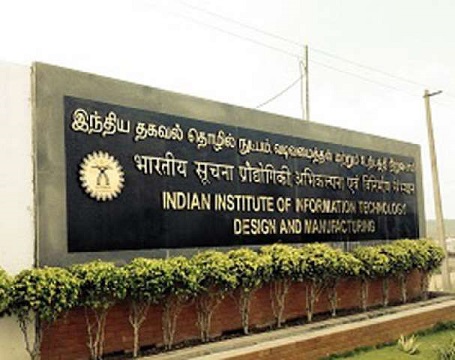 இந்திய தகவல் தொழில் நுட்பம், வடிவமைத்தல் மற்றும் உற்பத்தி நிறுவனம்
भारतीय सूचना प्रौद्योगिकी अभिकल्पना एवं विनिर्माण संस्थान
INDIAN INSTITUTE OF INFORMATION TECHNOLOGY
DESIGN AND MANUFACTURING